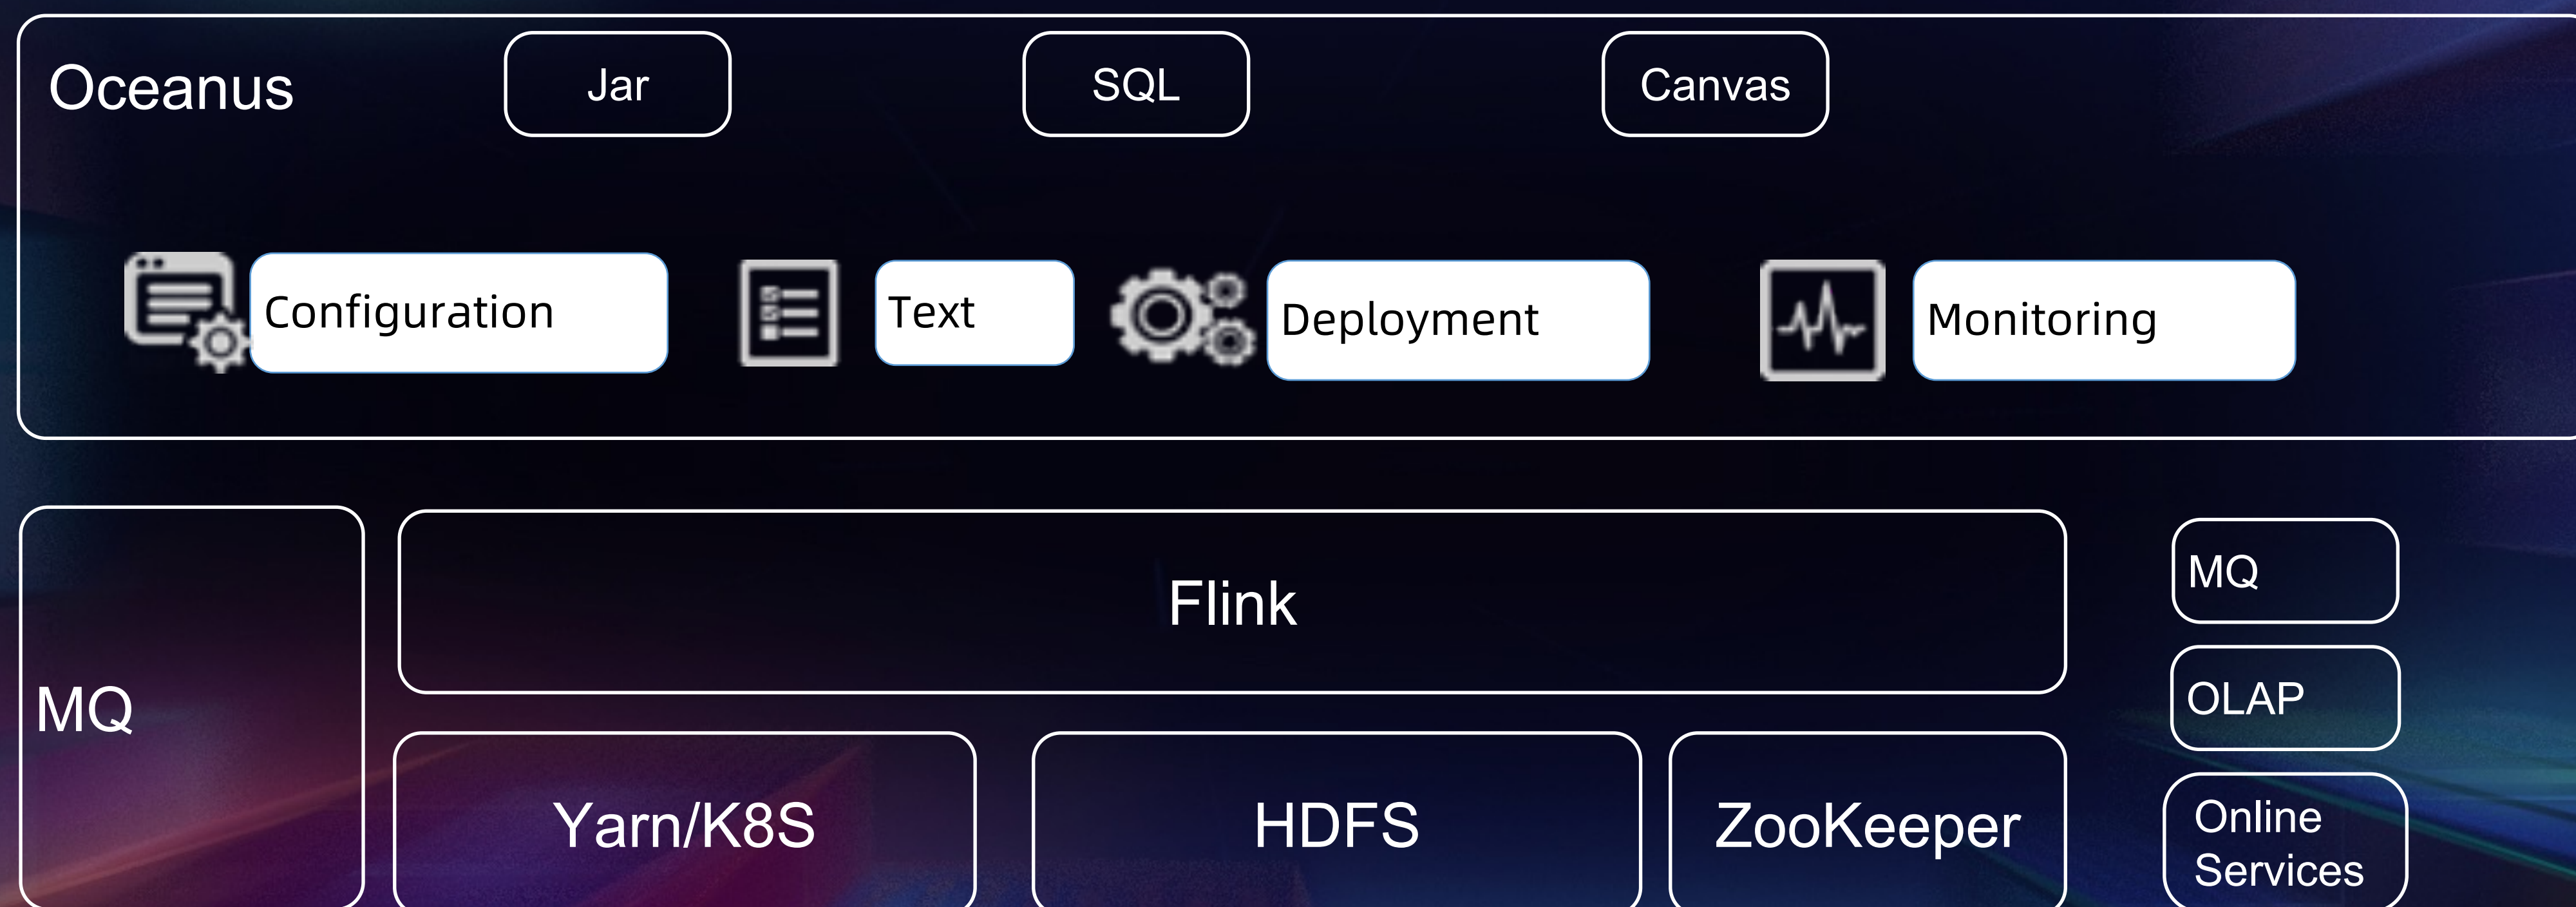 Oceanus
Jar
SQL
Canvas
Configuration
Text
Deployment
Monitoring
MQ
Flink
Yarn/K8S
HDFS
ZooKeeper
MQ
OLAP
Online
Services